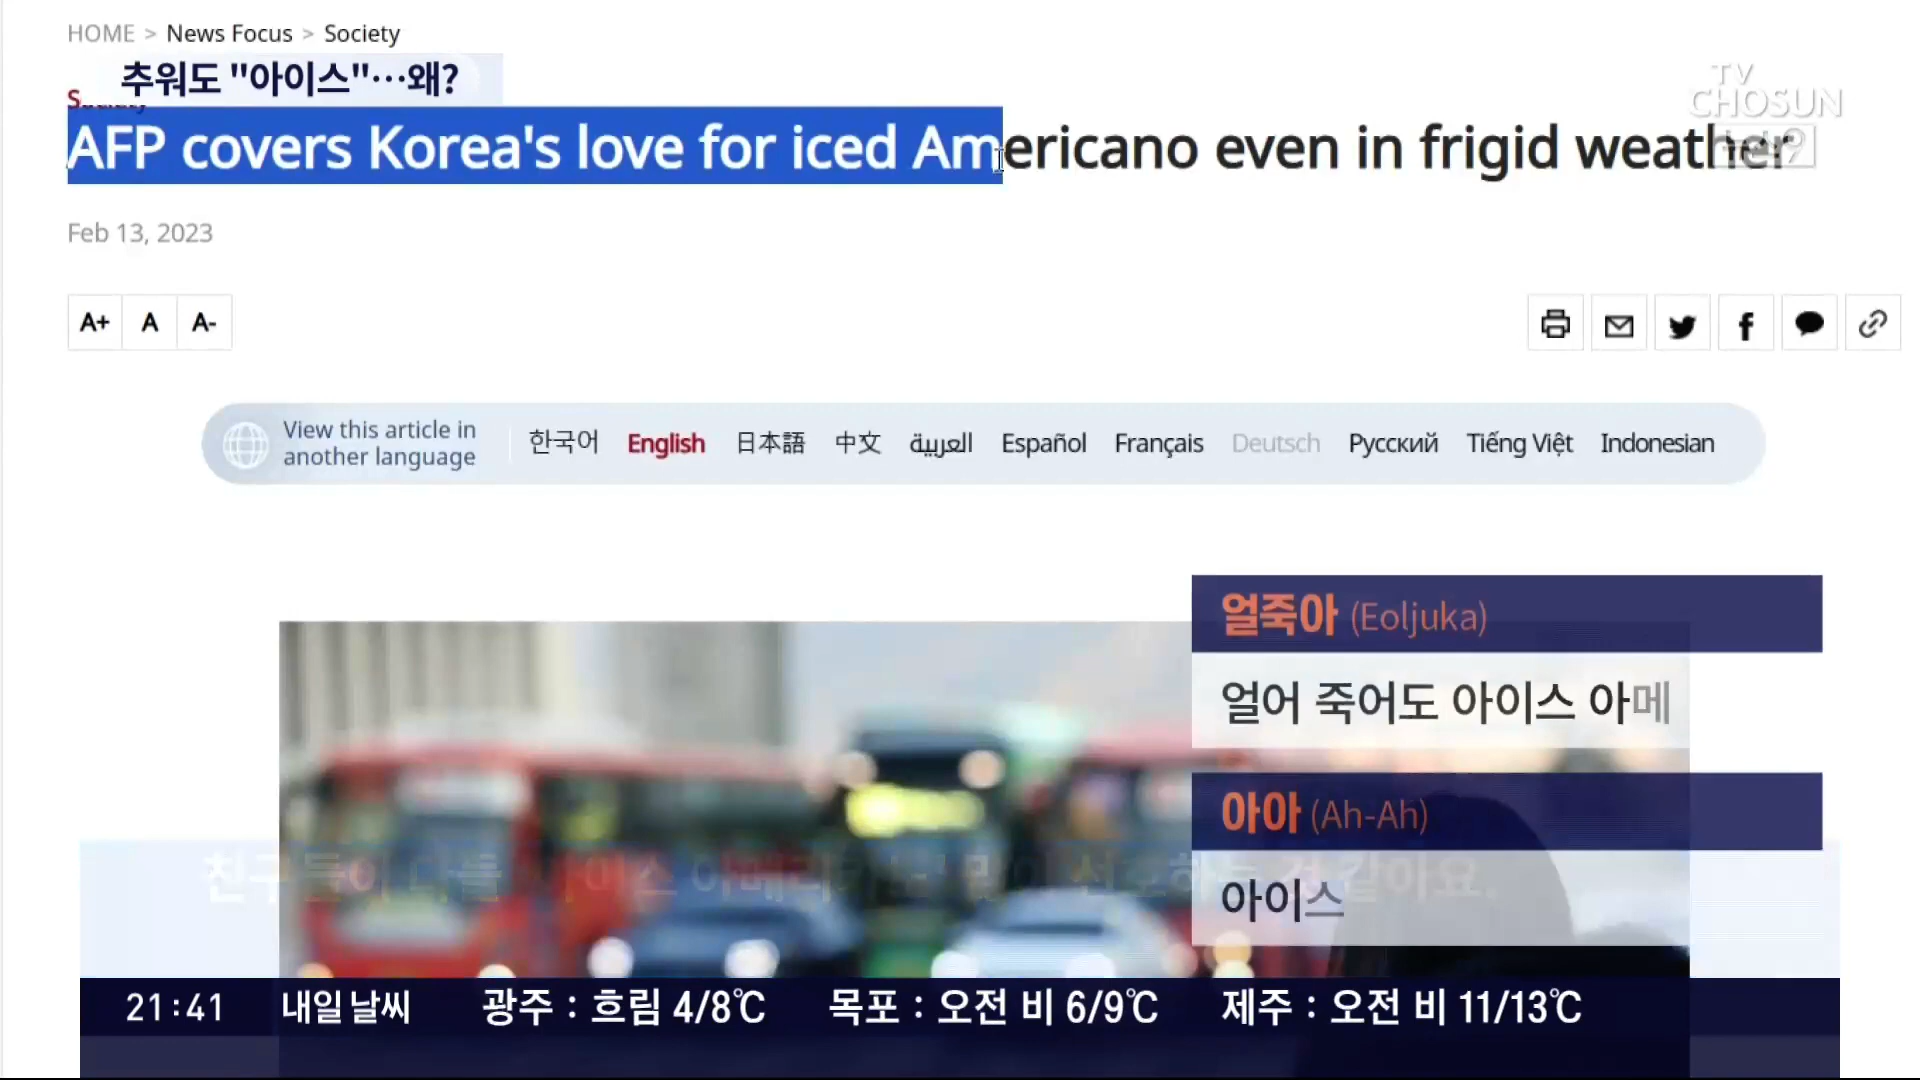 HOME > News Focus > Society
추워도 "아이스"…왜?
TV CHOSUN
AFP covers Korea's love for iced Americano even in frigid weather
Feb 13, 2023
A+ A A-
View this article in
another language
한국어 English 日本語 中文 العربية Español Français Deutsch Русский Tiếng Việt Indonesian
얼죽아 (Eoljuka)
얼어 죽어도 아이스 아메
아아 (Ah-Ah)
아이스
21:41 내일 날씨 광주 : 흐림 4/8℃ 목포 : 오전 비 6/9℃ 제주 : 오전 비 11/13℃